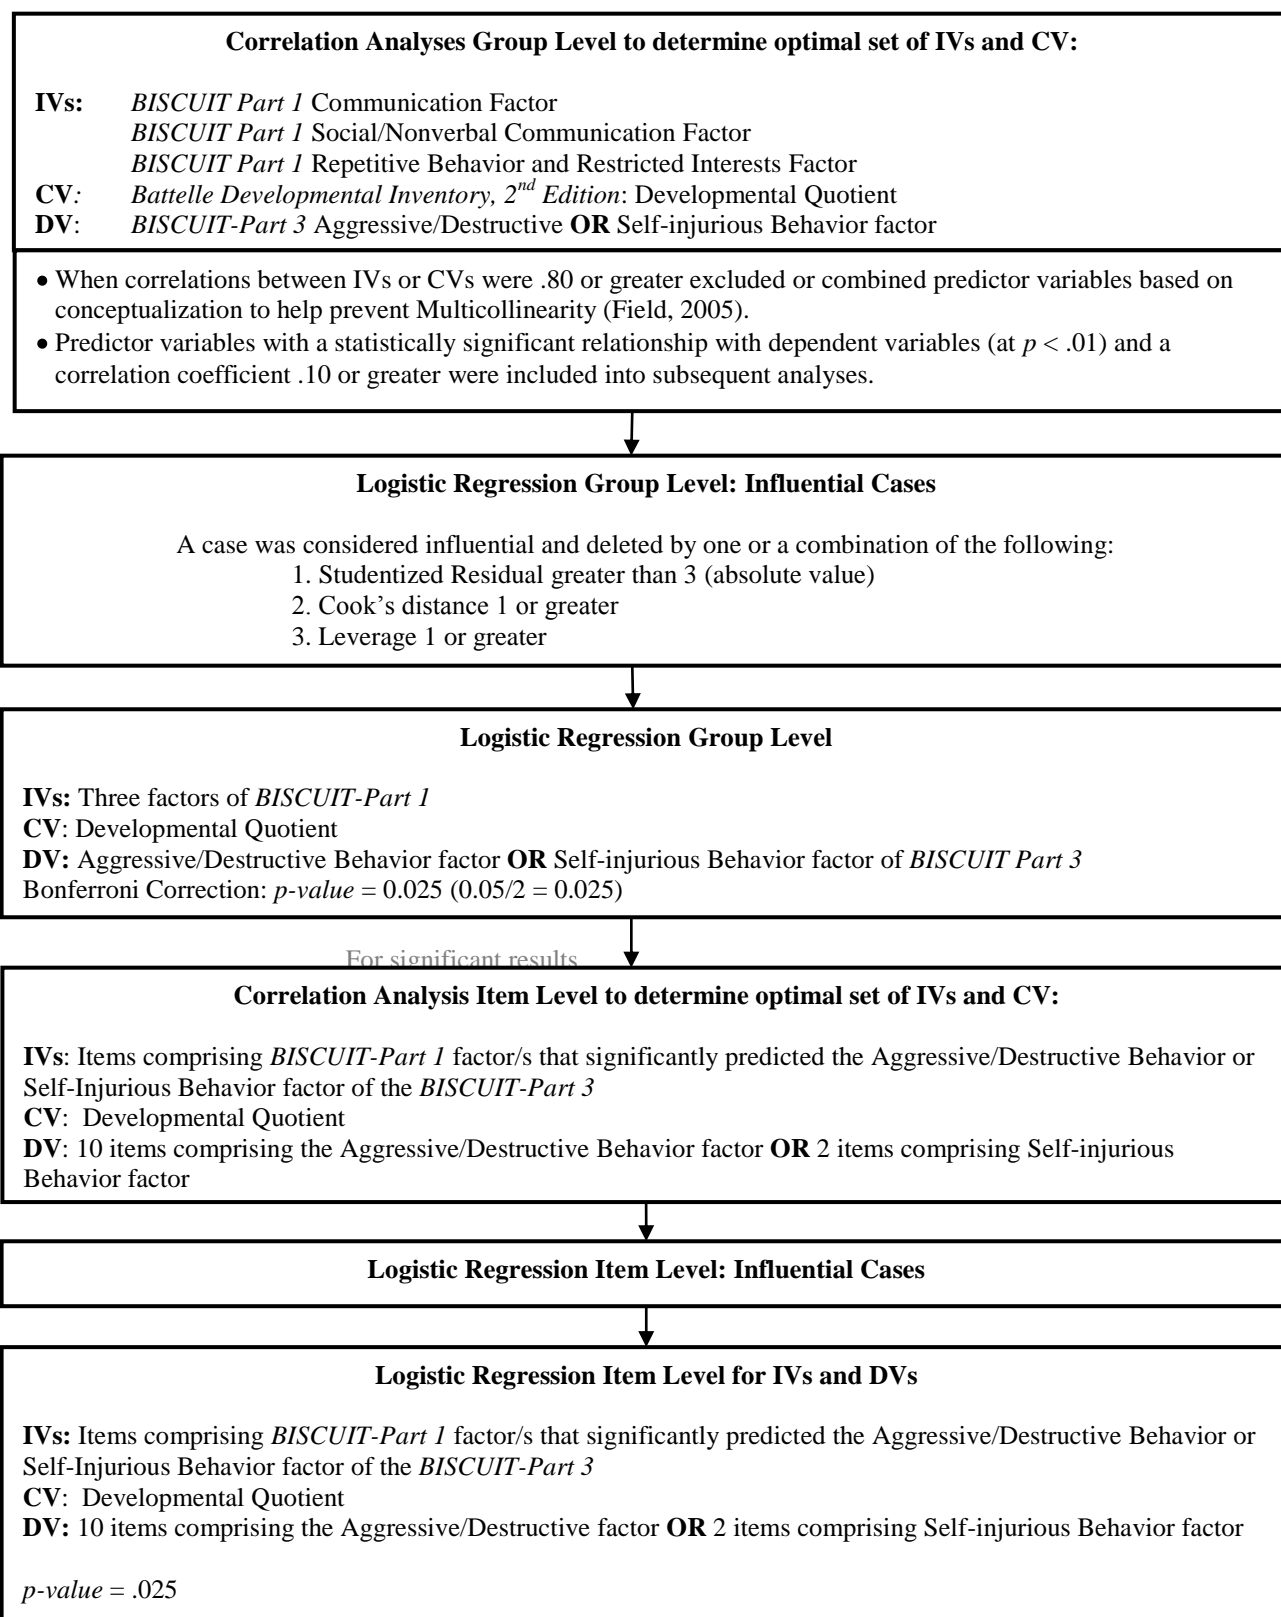 Correlation Analyses Group Level to determine optimal set of IVs and CV:
IVs: BISCUIT Part 1 Communication Factor
BISCUIT Part 1 Social/Nonverbal Communication Factor
BISCUIT Part 1 Repetitive Behavior and Restricted Interests Factor
CV: Battelle Developmental Inventory, 2nd Edition: Developmental Quotient
DV: BISCUIT-Part 3 Aggressive/Destructive OR Self-injurious Behavior factor
• When correlations between IVs or CVs were .80 or greater excluded or combined predictor variables based on
conceptualization to help prevent Multicollinearity (Field, 2005).
• Predictor variables with a statistically significant relationship with dependent variables (at p < .01) and a
correlation coefficient .10 or greater were included into subsequent analyses.
Logistic Regression Group Level: Influential Cases
A case was considered influential and deleted by one or a combination of the following:
1. Studentized Residual greater than 3 (absolute value)
2. Cook’s distance 1 or greater
3. Leverage 1 or greater
Logistic Regression Group Level
IVs: Three factors of BISCUIT-Part 1
CV: Developmental Quotient
DV: Aggressive/Destructive Behavior factor OR Self-injurious Behavior factor of BISCUIT Part 3
Bonferroni Correction: p-value = 0.025 (0.05/2 = 0.025)
For significant results
Correlation Analysis Item Level to determine optimal set of IVs and CV:
IVs: Items comprising BISCUIT-Part 1 factor/s that significantly predicted the Aggressive/Destructive Behavior or
Self-Injurious Behavior factor of the BISCUIT-Part 3
CV: Developmental Quotient
DV: 10 items comprising the Aggressive/Destructive Behavior factor OR 2 items comprising Self-injurious
Behavior factor
Logistic Regression Item Level: Influential Cases
Logistic Regression Item Level for IVs and DVs
IVs: Items comprising BISCUIT-Part 1 factor/s that significantly predicted the Aggressive/Destructive Behavior or
Self-Injurious Behavior factor of the BISCUIT-Part 3
CV: Developmental Quotient
DV: 10 items comprising the Aggressive/Destructive factor OR 2 items comprising Self-injurious Behavior factor
p-value = .025